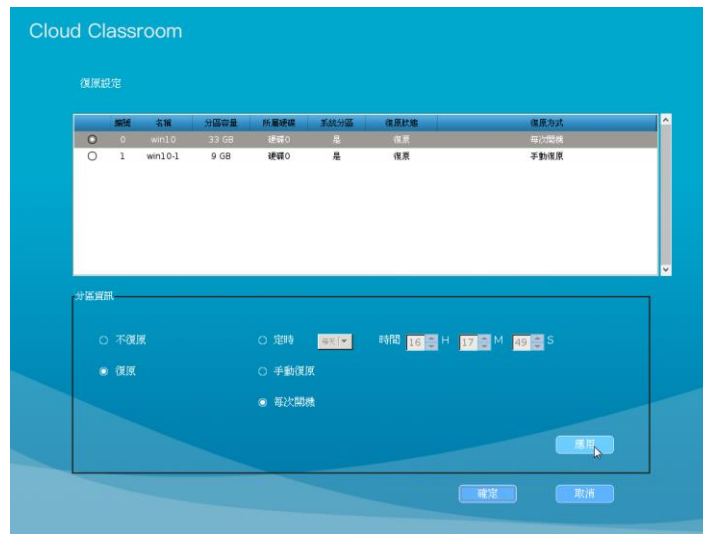 Cloud Classroom
復原設定
編號 名稱 分區容量 所屬硬碟 系統分區 復原狀態 復原方式
0 win10 33 GB 硬碟0 是 復原 每次開機
1 win10-1 9 GB 硬碟0 是 復原 手動復原
分區資訊
不復原 定時 每天 時間 16 H 17 M 49 S
復原 手動復原
每次開機
應用
確定 取消